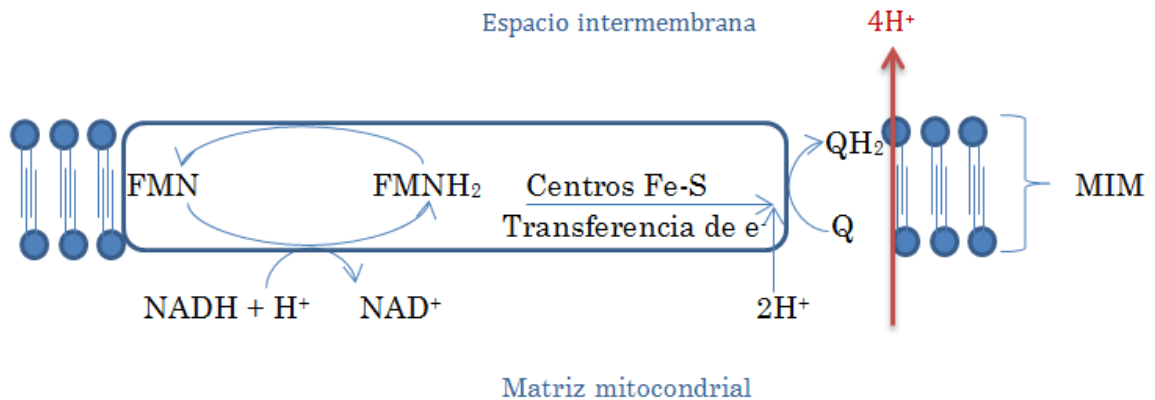 Espacio intermembrana
4H⁺
QH₂
FMN
FMNH₂
Centros Fe-S
MIM
Transferencia de e⁻
Q
NADH + H⁺
NAD⁺
2H⁺
Matriz mitocondrial